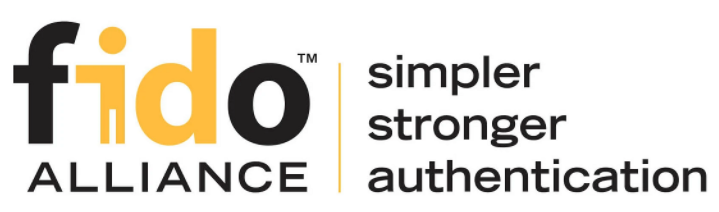 fido™
ALLIANCE
simpler
stronger
authentication